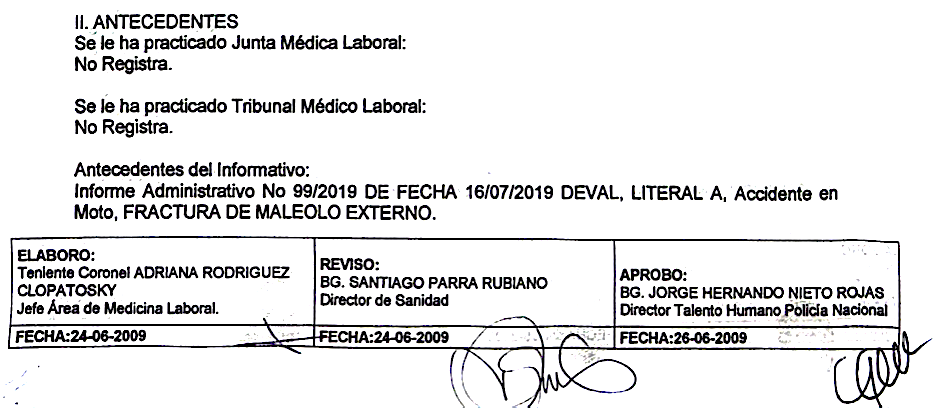 II. ANTECEDENTES
Se le ha practicado Junta Médica Laboral:
No Registra.
Se le ha practicado Tribunal Médico Laboral:
No Registra.
Antecedentes del Informativo:
Informe Administrativo No 99/2019 DE FECHA 16/07/2019 DEVAL, LITERAL A, Accidente en
Moto, FRACTURA DE MALEOLO EXTERNO.
ELABORO:
Teniente Coronel ADRIANA RODRIGUEZ
CLOPATOSKY
Jefe Área de Medicina Laboral.
FECHA:24-06-2009
REVISO:
BG. SANTIAGO PARRA RUBIANO
Director de Sanidad
FECHA:24-06-2009
APROBO:
BG. JORGE HERNANDO NIETO ROJAS
Director Talento Humano Policía Nacional
FECHA:26-06-2009